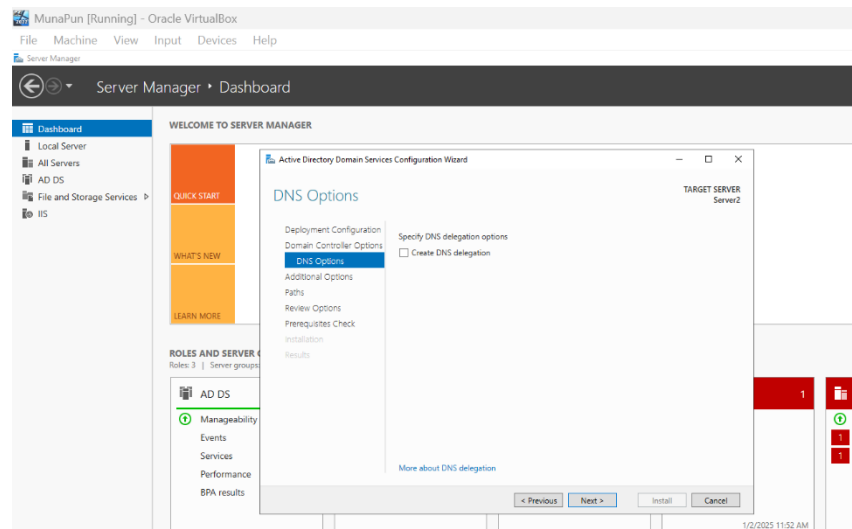 MunaPun [Running] - Oracle VirtualBox
File Machine View Input Devices Help
Server Manager
Server Manager • Dashboard
Dashboard
Local Server
All Servers
AD DS
File and Storage Services
IIS
WELCOME TO SERVER MANAGER
QUICK START
WHAT'S NEW
LEARN MORE
Active Directory Domain Services Configuration Wizard
DNS Options
TARGET SERVER
Server2
Deployment Configuration
Domain Controller Options
DNS Options
Additional Options
Paths
Review Options
Prerequisites Check
Installation
Results
Specify DNS delegation options
Create DNS delegation
More about DNS delegation
< Previous Next > Install Cancel
ROLES AND SERVER
Roles: 3 | Server groups:
AD DS
Manageability
Events
Services
Performance
BPA results
1
1
1
1/2/2025 11:52 AM